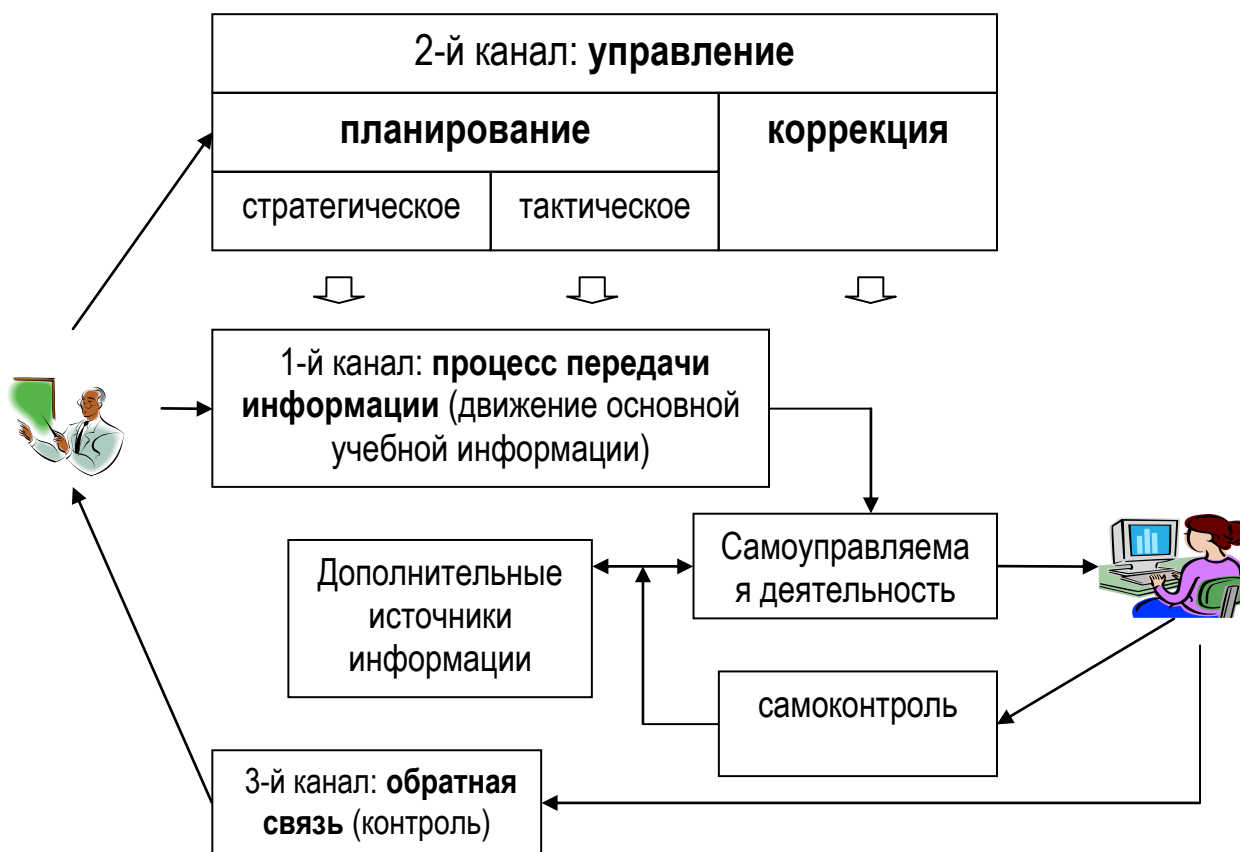 2-й канал: управление
планирование
коррекция
стратегическое
тактическое
1-й канал: процесс передачи
информации (движение основной
учебной информации)
Самоуправляема
я деятельность
Дополнительные
источники
информации
самоконтроль
3-й канал: обратная
связь (контроль)